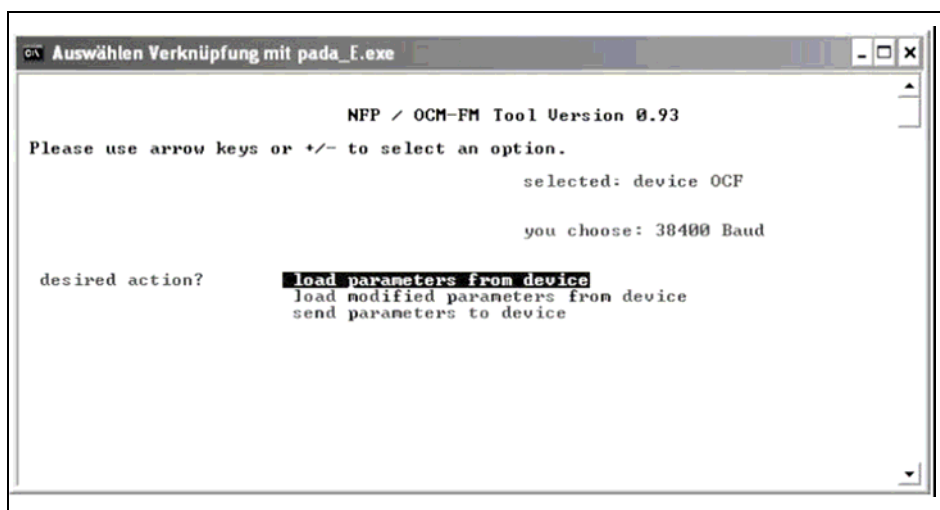 Auswählen Verknüpfung mit pada_E.exe
NFP / OCM-FM Tool Version 0.93
Please use arrow keys or +/- to select an option.
selected: device OCF
you choose: 38400 Baud
desired action? load parameters from device
load modified parameters from device
send parameters to device